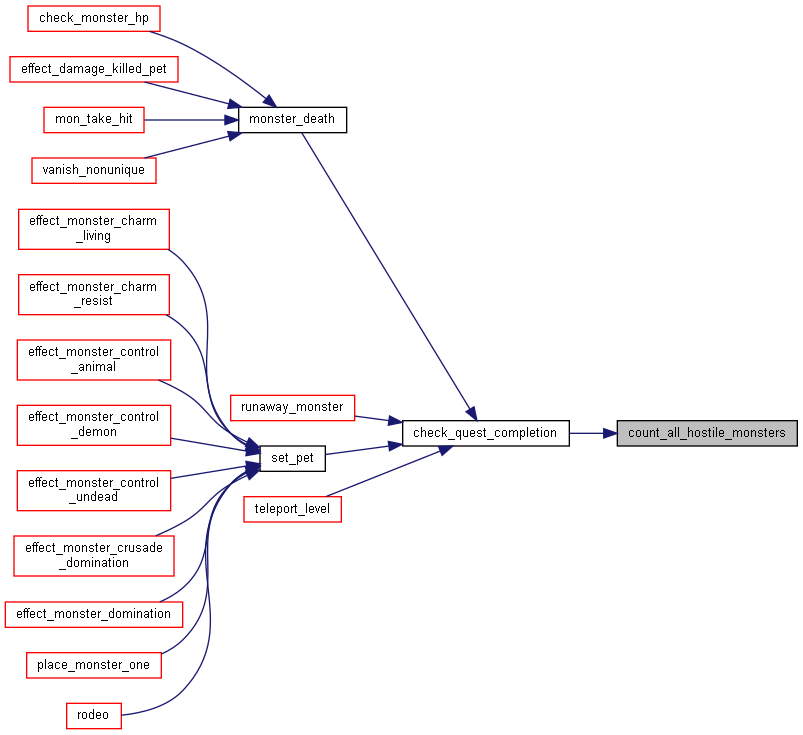 check_monster_hp
effect_damage_killed_pet
mon_take_hit
monster_death
vanish_nonunique
effect_monster_charm
_living
effect_monster_charm
_resist
effect_monster_control
_animal
runaway_monster
effect_monster_control
_demon
check_quest_completion
count_all_hostile_monsters
set_pet
effect_monster_control
_undead
teleport_level
effect_monster_crusade
_domination
effect_monster_domination
place_monster_one
rodeo